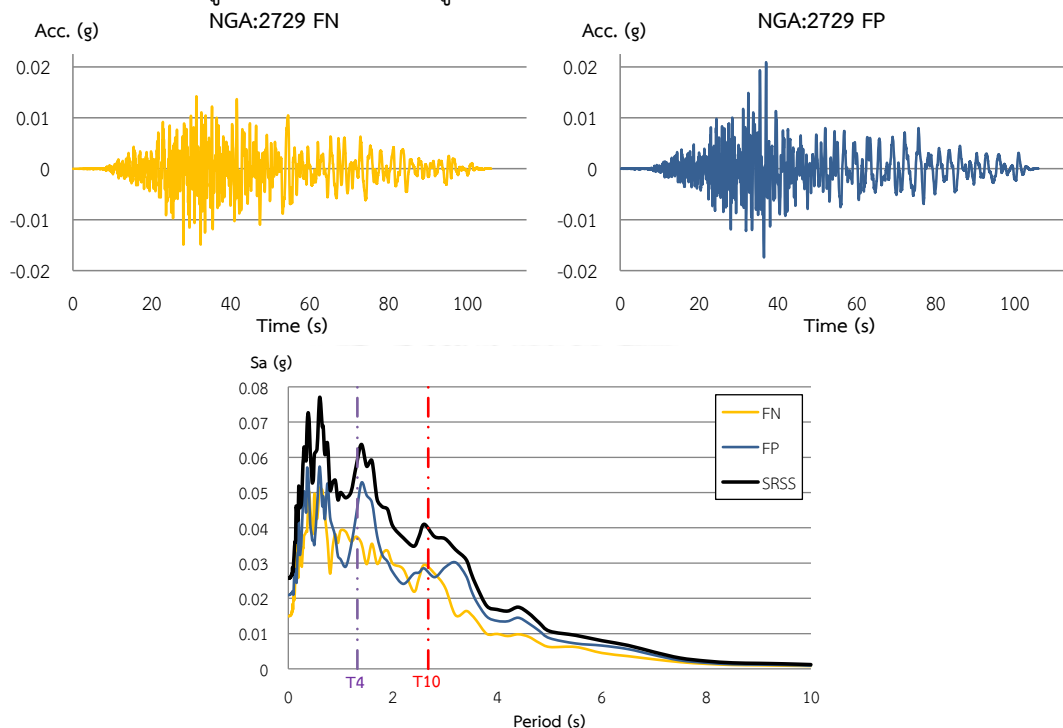 NGA:2729 FN
Acc. (g)
0.02
0.01
0
-0.01
-0.02
0 20 40 60 80 100
Time (s)
NGA:2729 FP
Acc. (g)
0.02
0.01
0
-0.01
-0.02
0 20 40 60 80 100
Time (s)
Sa (g)
0.08
0.07
0.06
0.05
0.04
0.03
0.02
0.01
0
FN
FP
SRSS
0 2 4 6 8 10
T4 T10
Period (s)